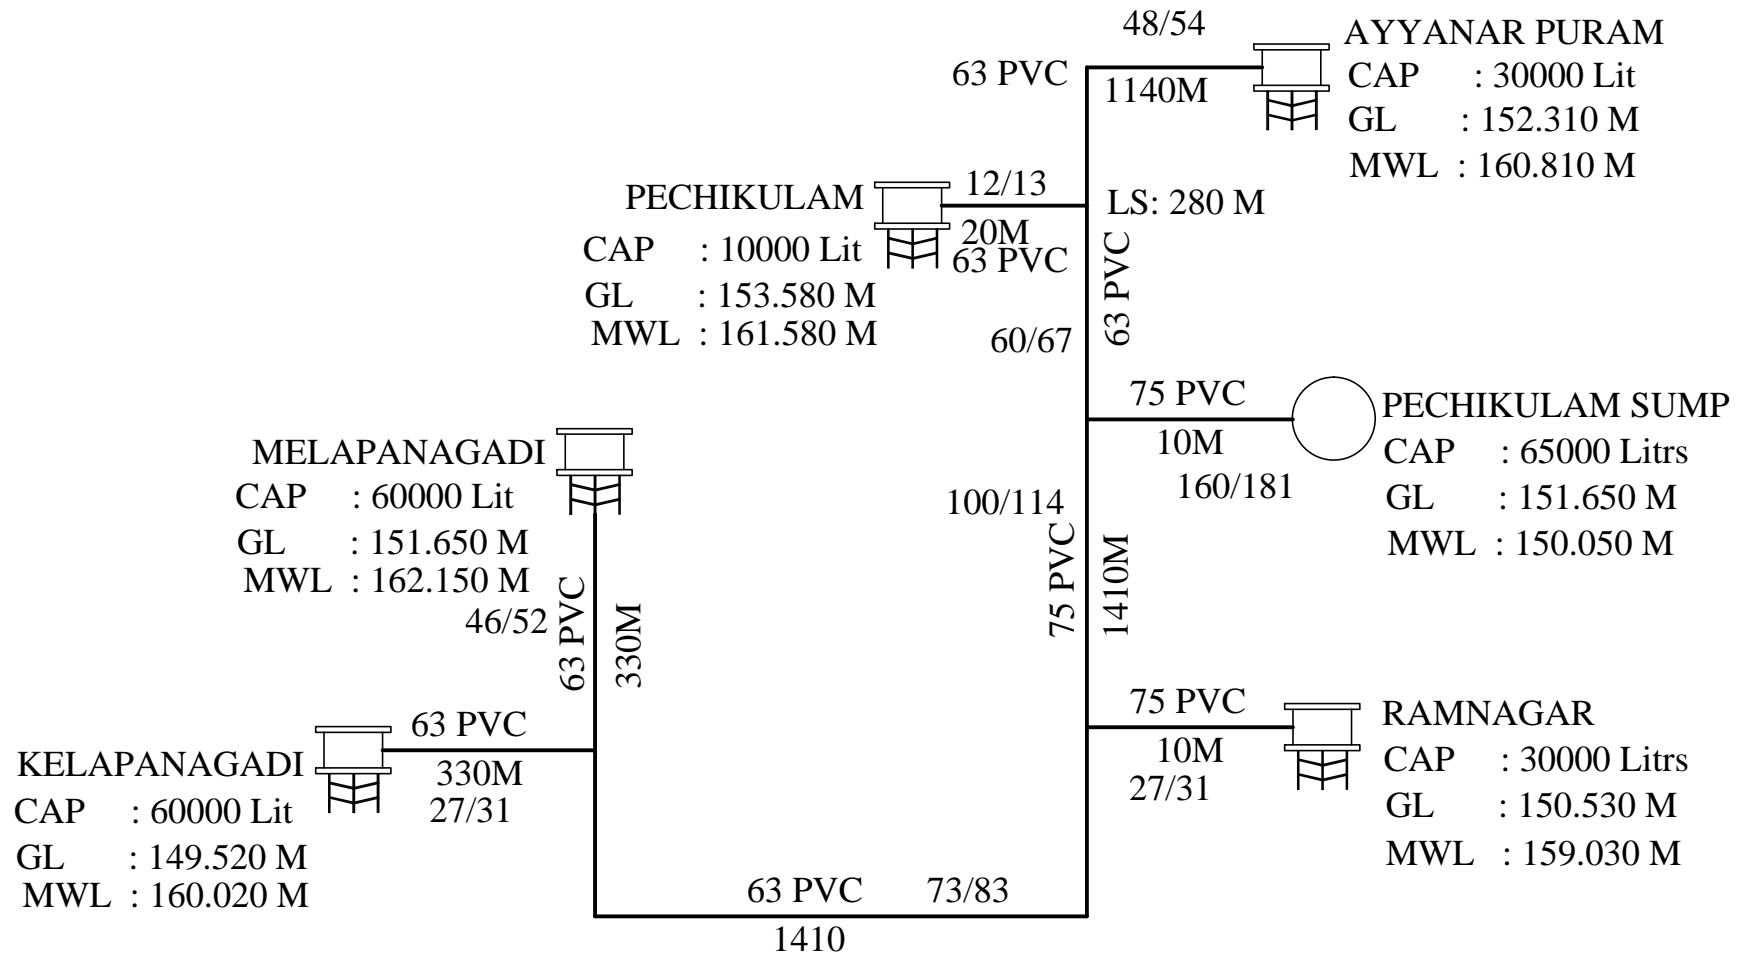 48/54
63 PVC
1140M
AYYANAR PURAM
CAP : 30000 Lit
GL : 152.310 M
MWL : 160.810 M
PECHIKULAM
CAP : 10000 Lit
GL : 153.580 M
MWL : 161.580 M
12/13
20M
63 PVC
LS: 280 M
63 PVC
60/67
75 PVC
10M
160/181
PECHIKULAM SUMP
CAP : 65000 Litrs
GL : 151.650 M
MWL : 150.050 M
MELAPANAGADI
CAP : 60000 Lit
GL : 151.650 M
MWL : 162.150 M
46/52
63 PVC
330M
100/114
75 PVC
1410M
75 PVC
10M
27/31
RAMNAGAR
CAP : 30000 Litrs
GL : 150.530 M
MWL : 159.030 M
KELAPANAGADI
CAP : 60000 Lit
GL : 149.520 M
MWL : 160.020 M
63 PVC
330M
27/31
63 PVC 73/83
1410